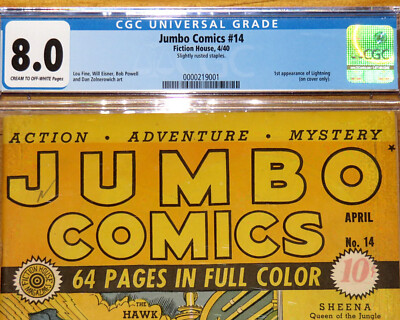 CGC UNIVERSAL GRADE
8.0
CREAM TO OFF-WHITE Pages
Jumbo Comics #14
Fiction House, 4/40
Slightly rusted staples.
Lou Fine, Will Eisner, Bob Powell
and Dan Zolnerowich art
0000219001
1st appearance of Lightning
(on cover only)
CGC
ACTION • ADVENTURE • MYSTERY
JUMBO
COMICS
APRIL
No. 14
64 PAGES IN FULL COLOR
10¢
FICTION HOUSE
MAGAZINES
THE
HAWK
SHEENA
Queen of the Jungle